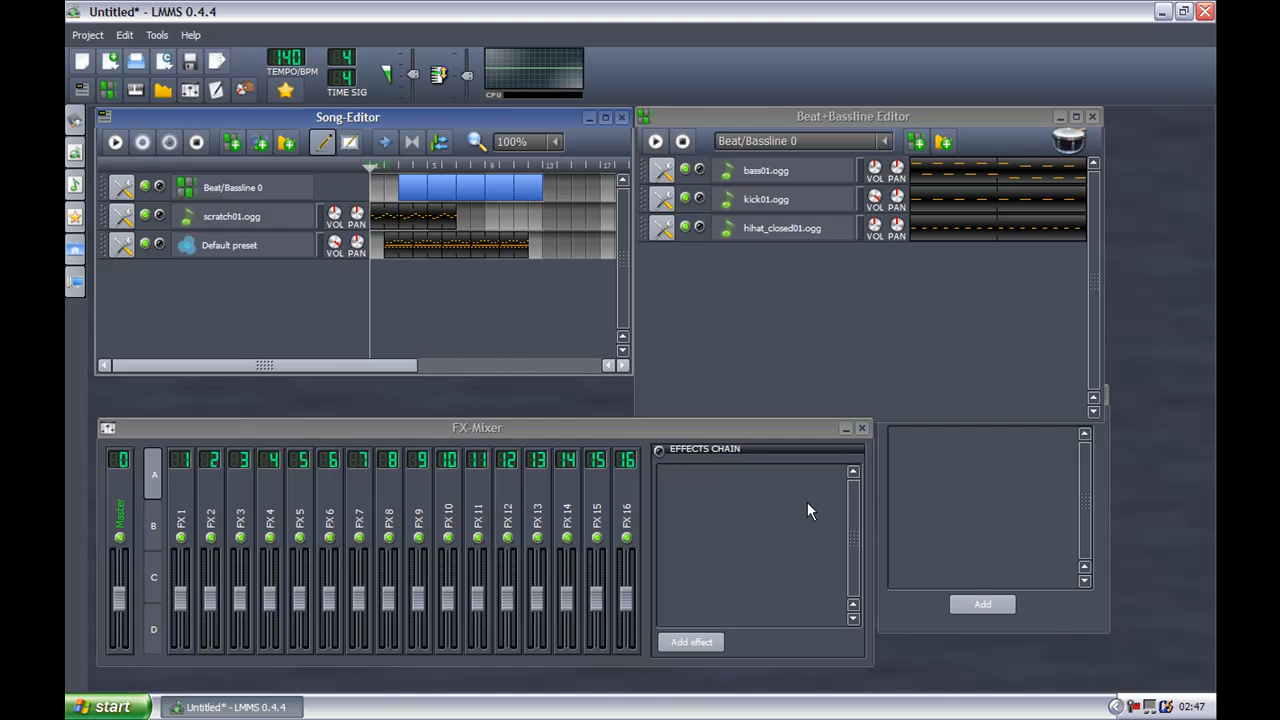 Untitled* - LMMS 0.4.4
Project Edit Tools Help
140
TEMPO/BPM
4
4
TIME SIG
CPU
Song-Editor
100%
1 5 9 13 17
Beat/Bassline 0
scratch01.ogg VOL PAN
Default preset VOL PAN
Beat+Bassline Editor
Beat/Bassline 0
bass01.ogg VOL PAN
kick01.ogg VOL PAN
hihat_closed01.ogg VOL PAN
FX-Mixer
0 1 2 3 4 5 6 7 8 9 10 11 12 13 14 15 16
A
B
C
D
Master FX 1 FX 2 FX 3 FX 4 FX 5 FX 6 FX 7 FX 8 FX 9 FX 10 FX 11 FX 12 FX 13 FX 14 FX 15 FX 16
EFFECTS CHAIN
Add effect
Add
start
Untitled* - LMMS 0.4.4
02:47